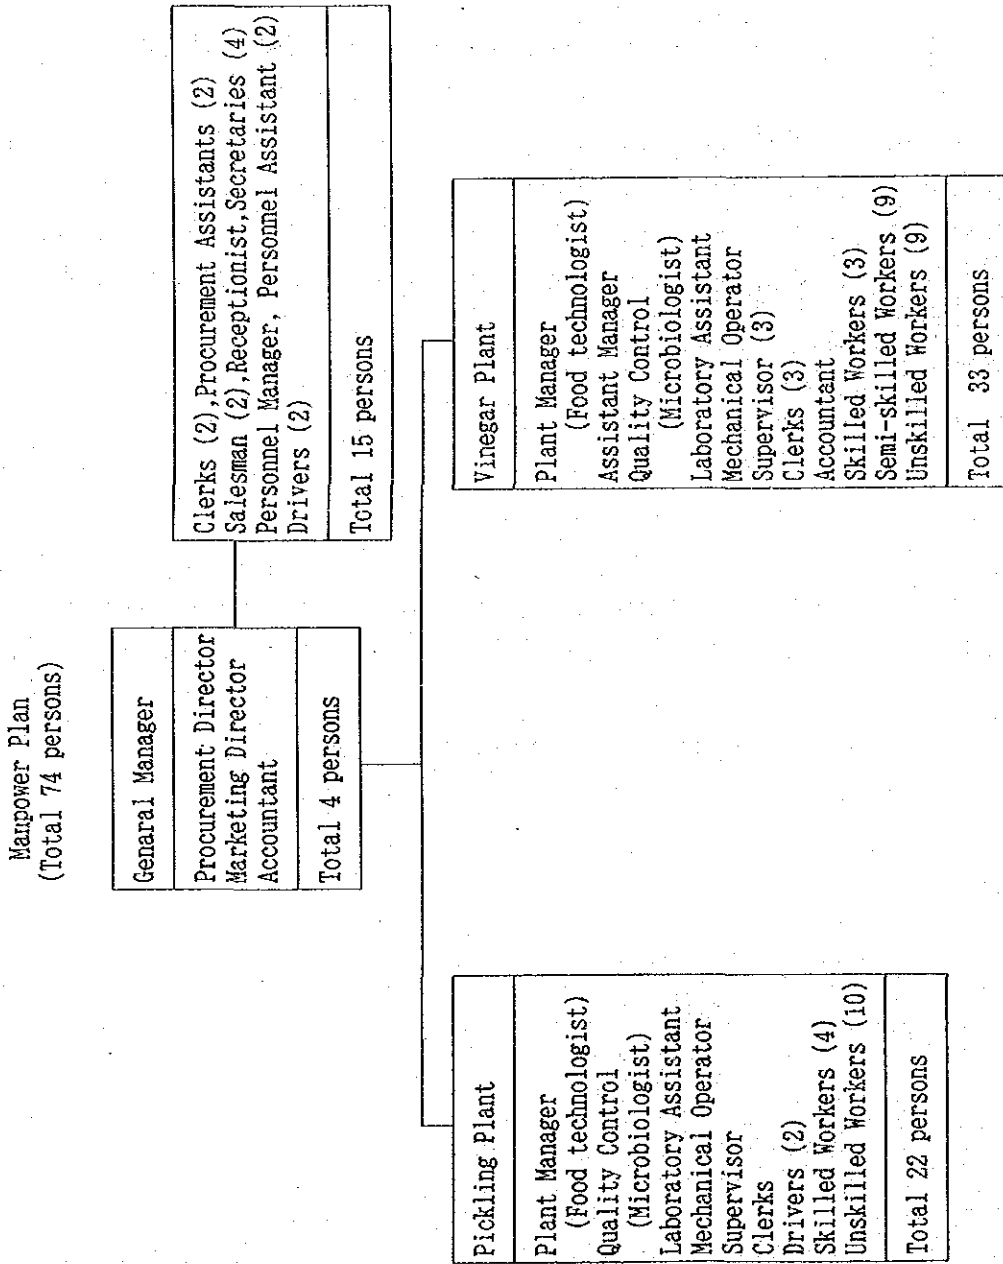 Manpower Plan
(Total 74 persons)
Genaral Manager
Procurement Director
Marketing Director
Accountant
Total 4 persons
Clerks (2),Procurement Assistants (2)
Salesman (2),Receptionist,Secretaries (4)
Personnel Manager, Personnel Assistant (2)
Drivers (2)
Total 15 persons
Pickling Plant
Plant Manager
(Food technologist)
Quality Control
(Microbiologist)
Laboratory Assistant
Mechanical Operator
Supervisor
Clerks
Drivers (2)
Skilled Workers (4)
Unskilled Workers (10)
Total 22 persons
Vinegar Plant
Plant Manager
(Food technologist)
Assistant Manager
Quality Control
(Microbiologist)
Laboratory Assistant
Mechanical Operator
Supervisor (3)
Clerks (3)
Accountant
Skilled Workers (3)
Semi-skilled Workers (9)
Unskilled Workers (9)
Total 33 persons